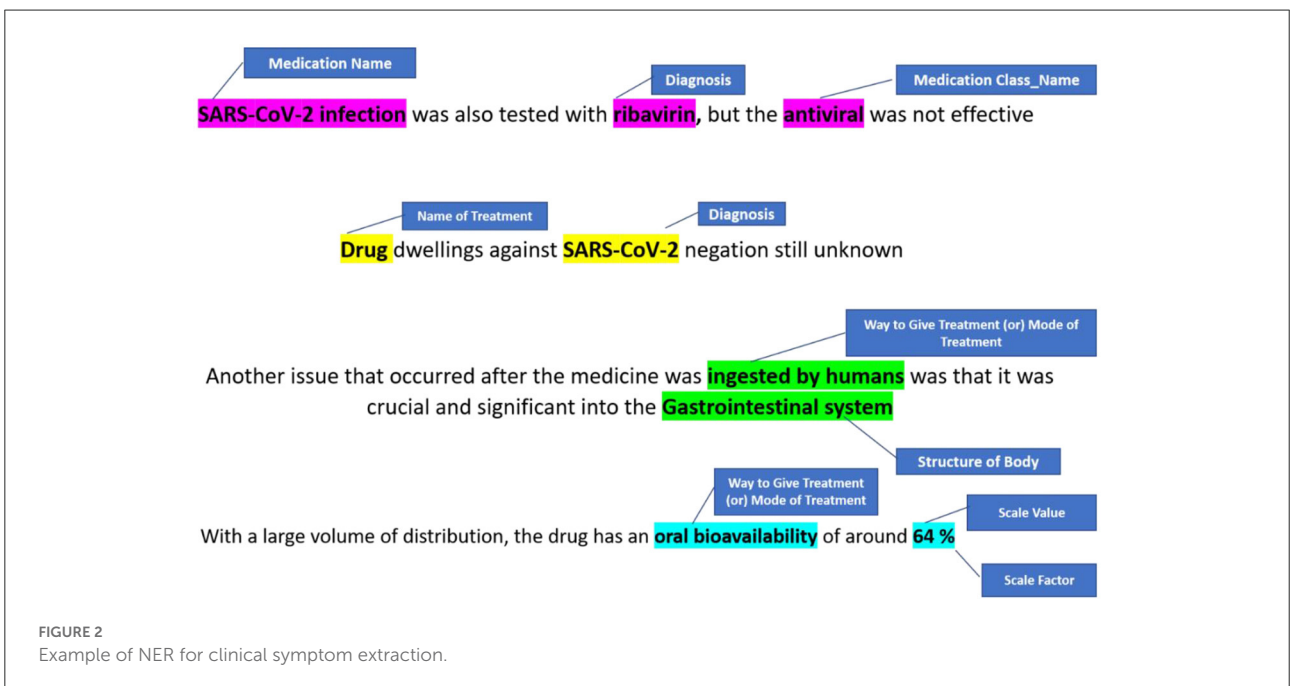 Medication Name
Diagnosis
Medication Class_Name
SARS-CoV-2 infection was also tested with ribavirin, but the antiviral was not effective
Name of Treatment
Diagnosis
Drug dwellings against SARS-CoV-2 negation still unknown
Way to Give Treatment (or) Mode of
Treatment
Another issue that occurred after the medicine was ingested by humans was that it was
crucial and significant into the Gastrointestinal system
Structure of Body
Way to Give Treatment
(or) Mode of Treatment
Scale Value
With a large volume of distribution, the drug has an oral bioavailability of around 64 %
Scale Factor
FIGURE 2
Example of NER for clinical symptom extraction.